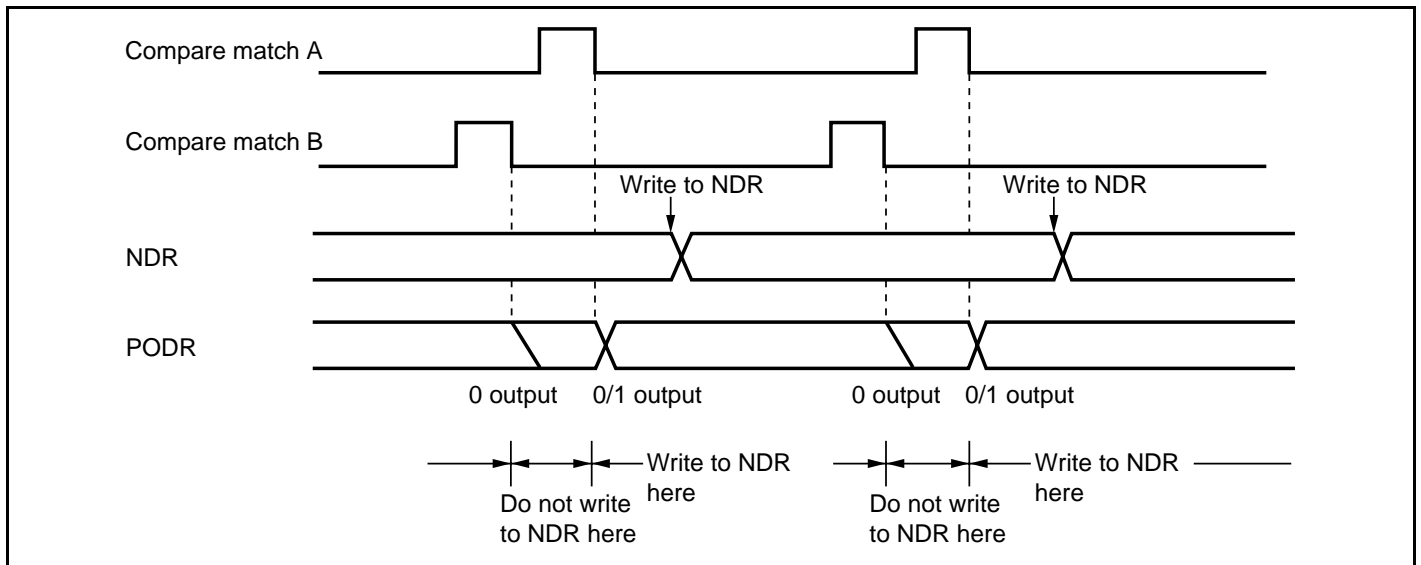 Compare match A
Compare match B
Write to NDR
Write to NDR
NDR
PODR
0 output
0/1 output
0 output
0/1 output
Write to NDR
here
Write to NDR
here
Do not write
to NDR here
Do not write
to NDR here